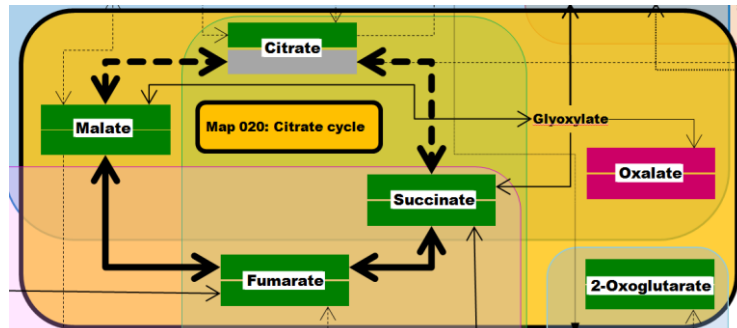 Citrate
Malate
Map 020: Citrate cycle
Glyoxylate
Oxalate
Succinate
Fumarate
2-Oxoglutarate